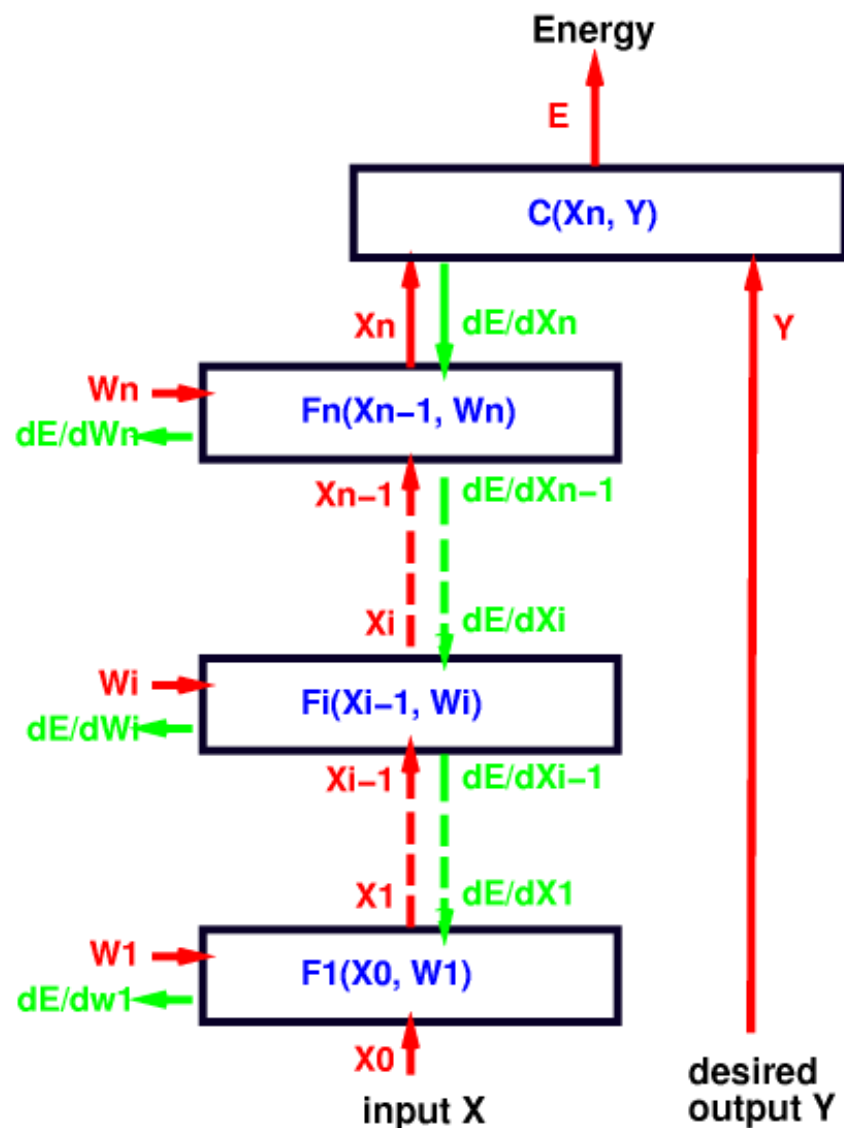 Energy
E
C(Xn, Y)
Xn
dE/dXn
Y
Wn
Fn(Xn−1, Wn)
dE/dWn
Xn−1
dE/dXn−1
Xi
dE/dXi
Wi
Fi(Xi−1, Wi)
dE/dWi
Xi−1
dE/dXi−1
X1
dE/dX1
W1
F1(X0, W1)
dE/dw1
X0
input X
desired
output Y